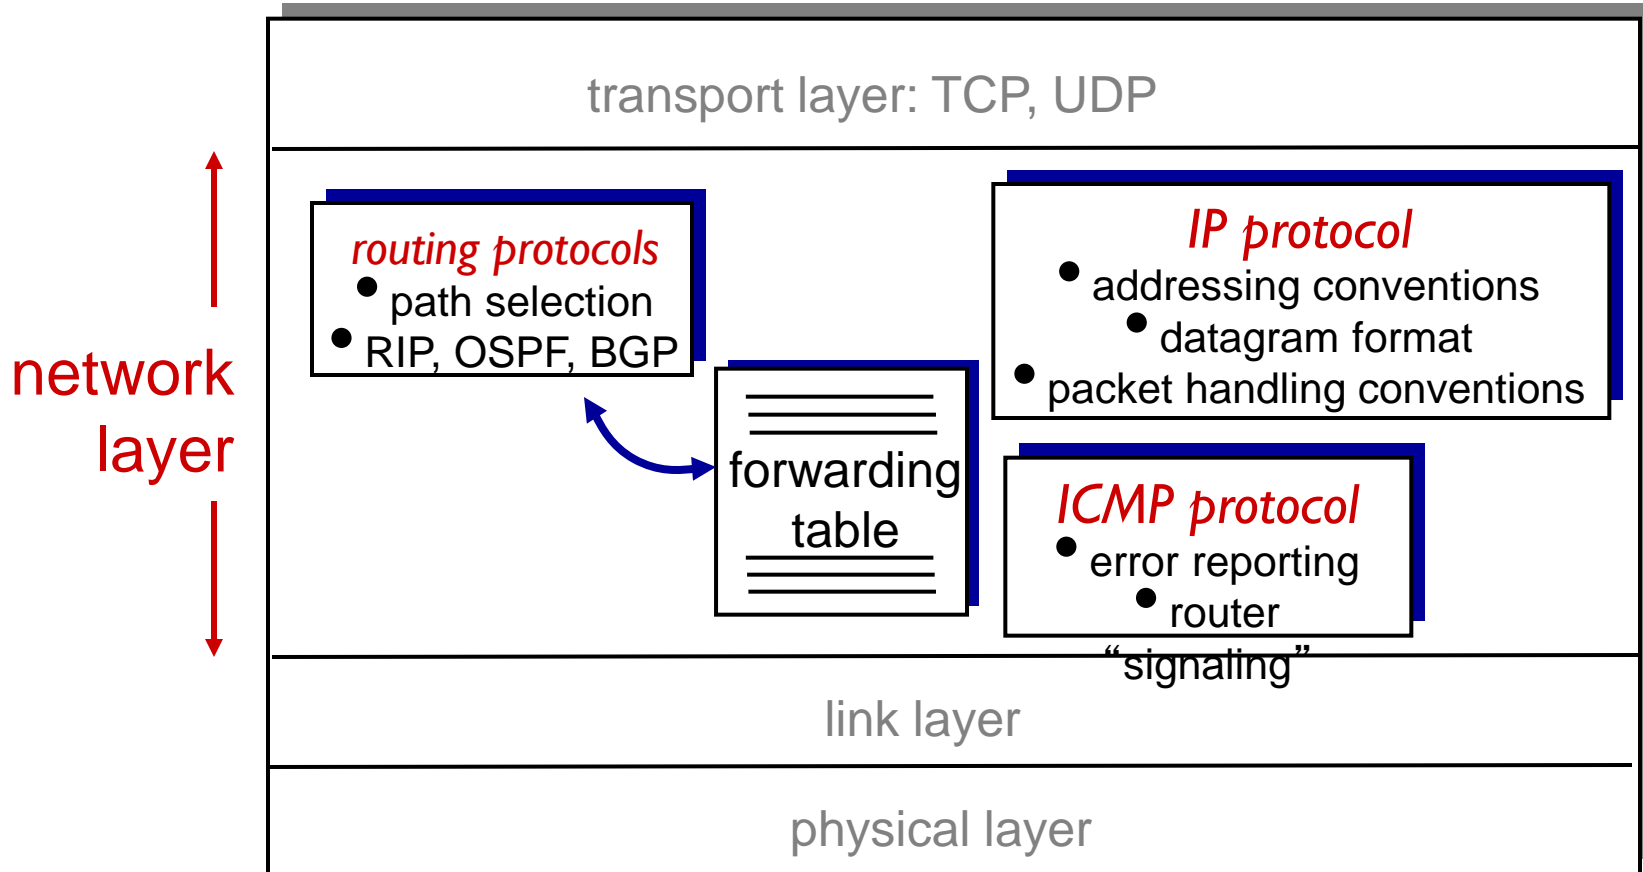 transport layer: TCP, UDP
network
layer
routing protocols
• path selection
• RIP, OSPF, BGP
forwarding
table
IP protocol
• addressing conventions
• datagram format
• packet handling conventions
ICMP protocol
• error reporting
• router
“signaling”
link layer
physical layer